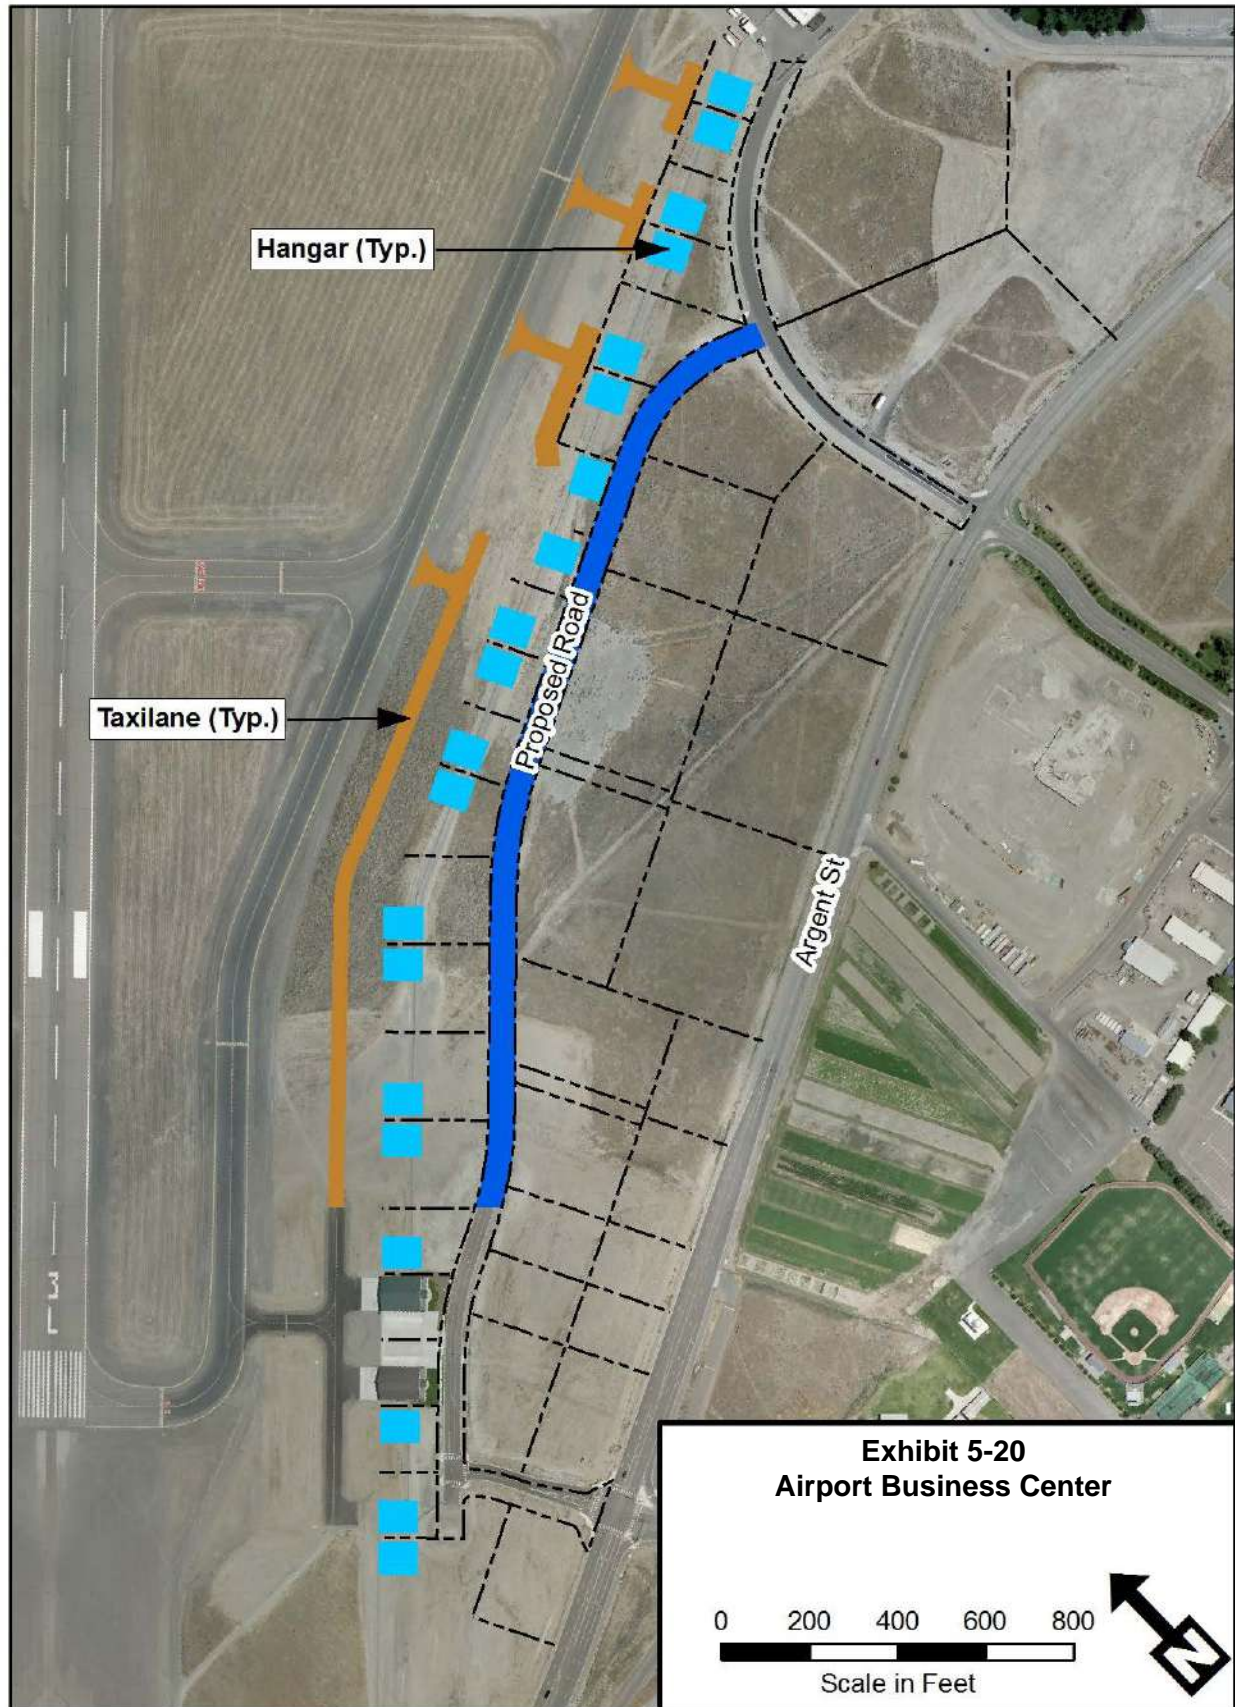 Hangar (Typ.)
Taxilane (Typ.)
Proposed Road
Argent St
Exhibit 5-20
Airport Business Center
0 200 400 600 800
Scale in Feet
N